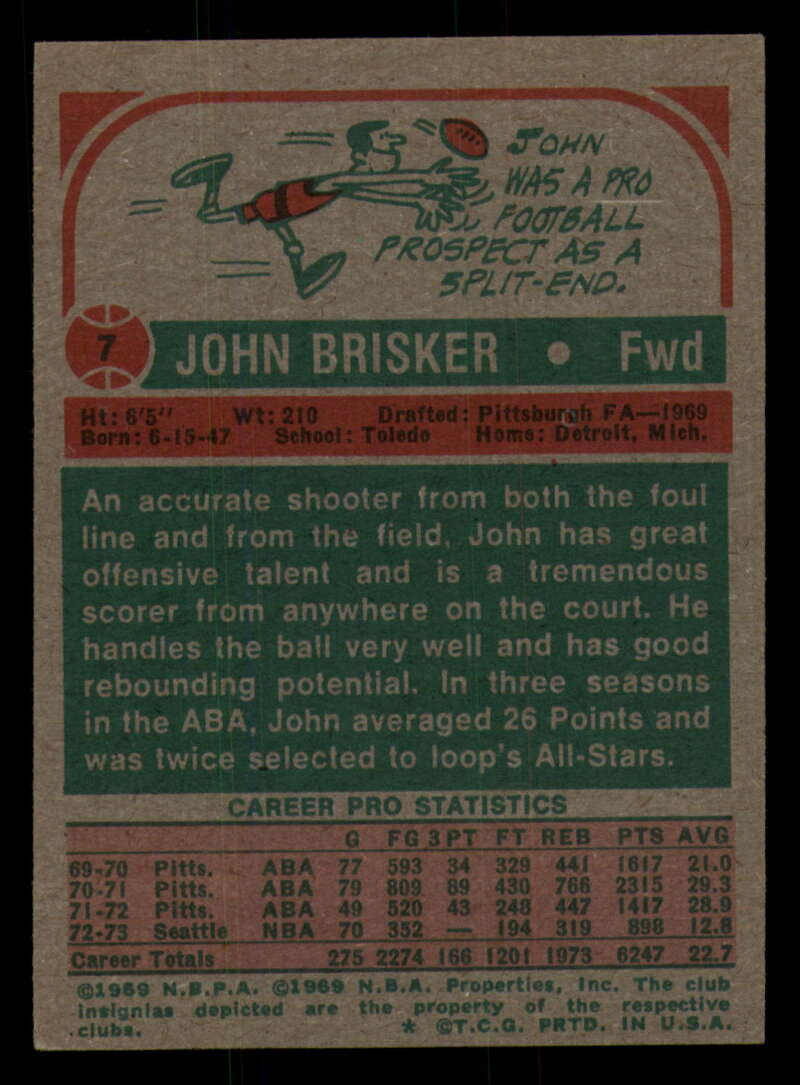 JOHN
WAS A PRO
FOOTBALL
PROSPECT AS A
SPLIT-END.
7 JOHN BRISKER • Fwd
Ht: 6'5" Wt: 210 Drafted: Pittsburgh FA—1969
Born: 6-15-47 School: Toledo Home: Detroit, Mich.
An accurate shooter from both the foul
line and from the field, John has great
offensive talent and is a tremendous
scorer from anywhere on the court. He
handles the ball very well and has good
rebounding potential. In three seasons
in the ABA, John averaged 26 Points and
was twice selected to loop's All-Stars.
CAREER PRO STATISTICS
G FG 3PT FT REB PTS AVG
69-70 Pitts. ABA 77 593 34 329 441 1617 21.0
70-71 Pitts. ABA 79 809 89 430 766 2315 29.3
71-72 Pitts. ABA 49 520 43 248 447 1417 28.9
72-73 Seattle NBA 70 352 — 194 319 898 12.8
Career Totals 275 2274 166 1201 1973 6247 22.7
©1969 N.B.P.A. ©1969 N.B.A. Properties, Inc. The club
insignias depicted are the property of the respective
clubs. * ©T.C.G. PRTD. IN U.S.A.